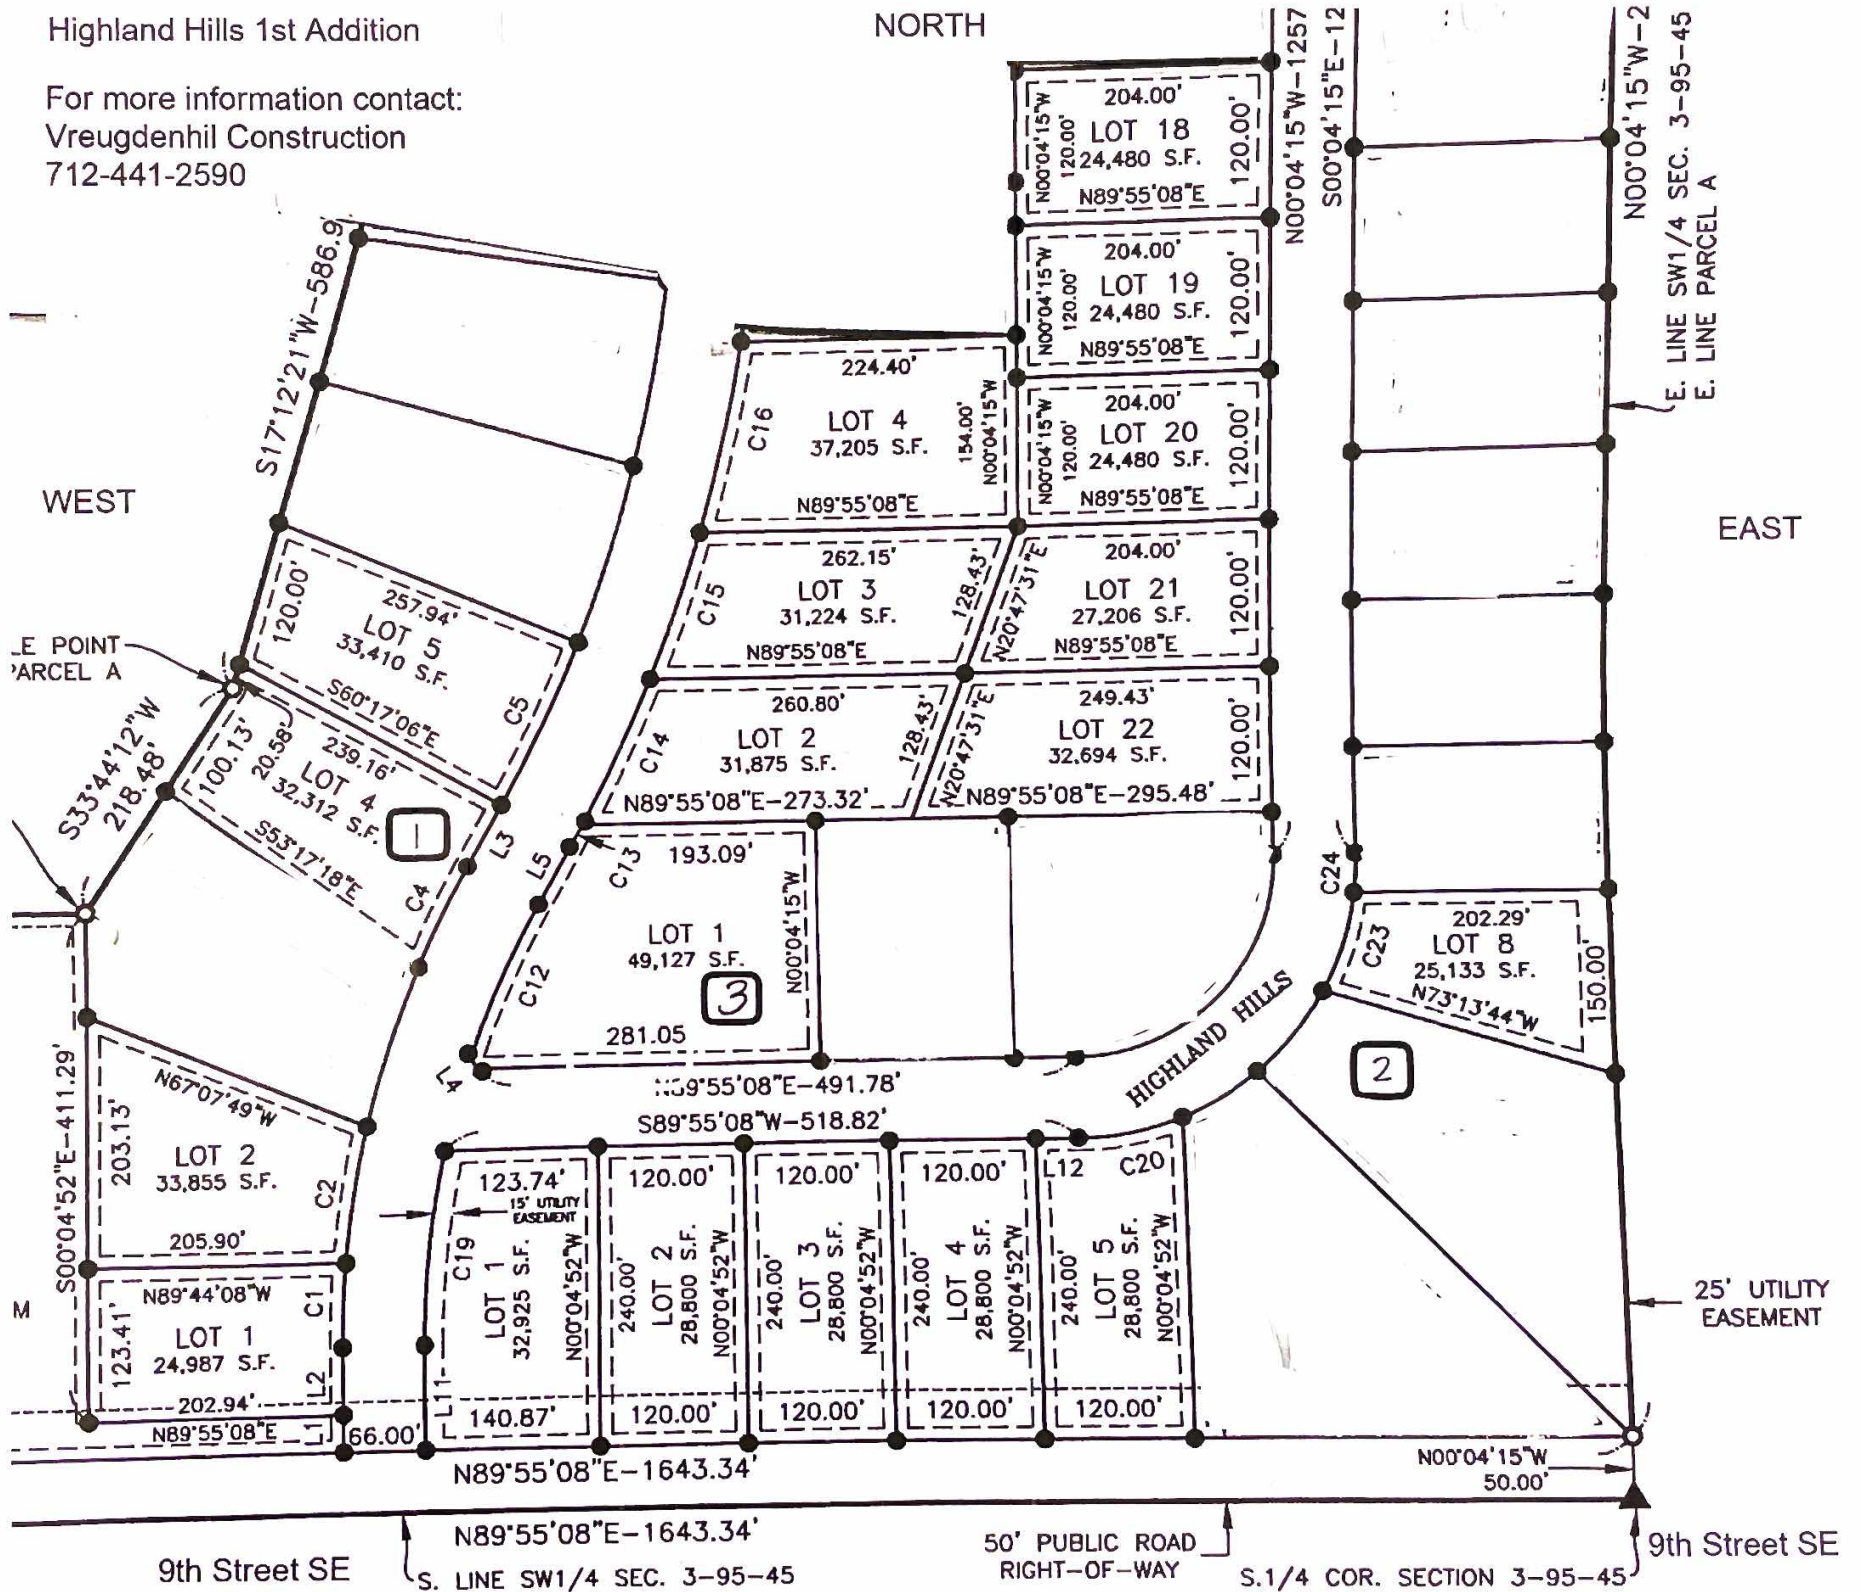 Highland Hills 1st Addition
For more information contact:
Vreugdenhil Construction
712-441-2590
NORTH
WEST
EAST
N00°04'15"W-1257
S00°04'15"E-12
N00°04'15"W-2
E. LINE SW1/4 SEC. 3-95-45
E. LINE PARCEL A
204.00'
LOT 18
24,480 S.F.
N89°55'08"E
N00°04'15"W
120.00'
120.00'
204.00'
LOT 19
24,480 S.F.
N89°55'08"E
N00°04'15"W
120.00'
120.00'
204.00'
LOT 20
24,480 S.F.
N89°55'08"E
N00°04'15"W
120.00'
120.00'
204.00'
LOT 21
27,206 S.F.
N89°55'08"E
N20°47'31"E
120.00'
249.43'
LOT 22
32,694 S.F.
N89°55'08"E-295.48'
N20°47'31"E
120.00'
224.40'
LOT 4
37,205 S.F.
N89°55'08"E
C16
154.00'
N00°04'15"W
262.15'
LOT 3
31,224 S.F.
N89°55'08"E
C15
128.43'
260.80'
LOT 2
31,875 S.F.
N89°55'08"E-273.32'
C14
128.43'
193.09'
LOT 1
49,127 S.F.
3
281.05
N00°04'15"W
C13
L5
C12
L4
S17°12'21"W-586.9
120.00'
257.94'
LOT 5
33,410 S.F.
S60°17'06"E
C5
LE POINT
PARCEL A
S33°44'12"W
218.48'
100.13'
20.58'
239.16'
LOT 4
32,312 S.F.
S53°17'18"E
1
L3
C4
S00°04'52"E-411.29'
N67°07'49"W
203.13'
LOT 2
33,855 S.F.
C2
205.90'
N89°44'08"W
123.41'
LOT 1
24,987 S.F.
C1
L2
202.94'
N89°55'08"E
L1
M
66.00'
N89°55'08"E-491.78'
S89°55'08"W-518.82'
HIGHLAND HILLS
C24
C23
202.29'
LOT 8
25,133 S.F.
N73°13'44"W
150.00'
2
123.74'
15' UTILITY
EASEMENT
C19
LOT 1
32,925 S.F.
N00°04'52"W
140.87'
120.00'
240.00'
LOT 2
28,800 S.F.
N00°04'52"W
120.00'
120.00'
240.00'
LOT 3
28,800 S.F.
N00°04'52"W
120.00'
120.00'
240.00'
LOT 4
28,800 S.F.
N00°04'52"W
120.00'
L12
C20
240.00'
LOT 5
28,800 S.F.
N00°04'52"W
120.00'
25' UTILITY
EASEMENT
N00°04'15"W
50.00'
N89°55'08"E-1643.34'
N89°55'08"E-1643.34'
9th Street SE
S. LINE SW1/4 SEC. 3-95-45
50' PUBLIC ROAD
RIGHT-OF-WAY
S.1/4 COR. SECTION 3-95-45
9th Street SE